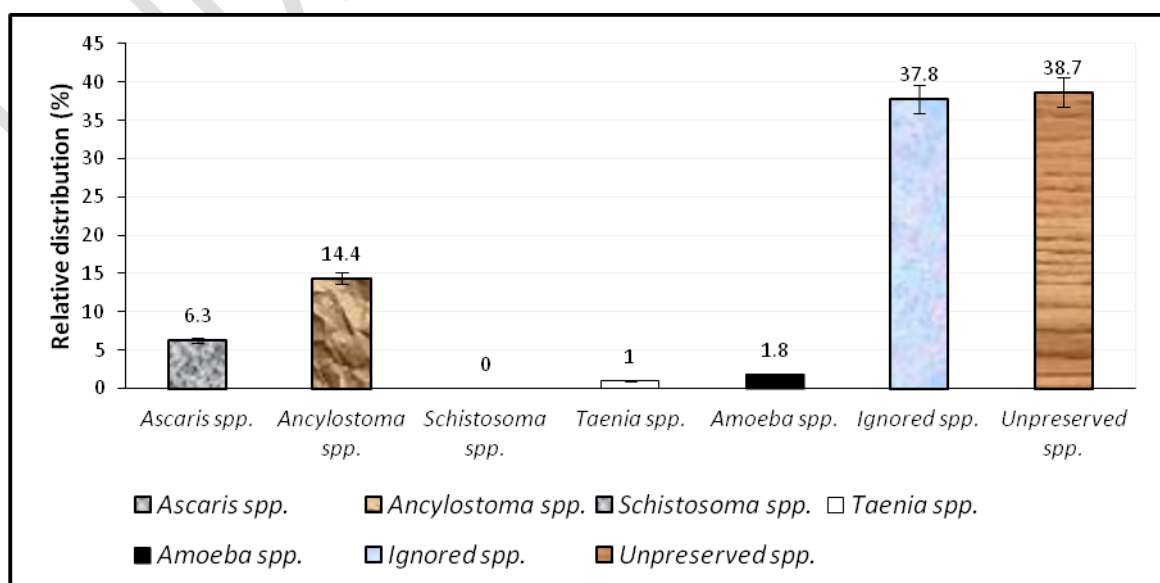 Relative distribution (%)
45
40
35
30
25
20
15
10
5
0
6.3
14.4
0
1
1.8
37.8
38.7
Ascaris spp.
Ancylostoma
spp.
Schistosoma
spp.
Taenia spp.
Amoeba spp.
Ignored spp.
Unpreserved
spp.
Ascaris spp.
Ancylostoma spp.
Schistosoma spp.
Taenia spp.
Amoeba spp.
Ignored spp.
Unpreserved spp.